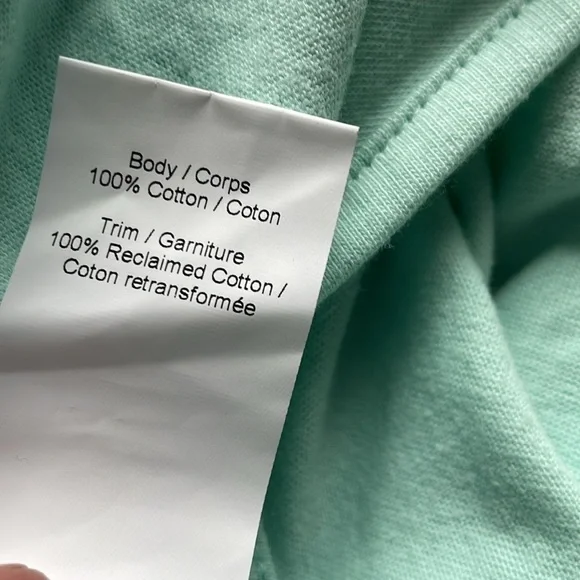 Body / Corps
100% Cotton / Coton
Trim / Garniture
100% Reclaimed Cotton /
Coton retransformée